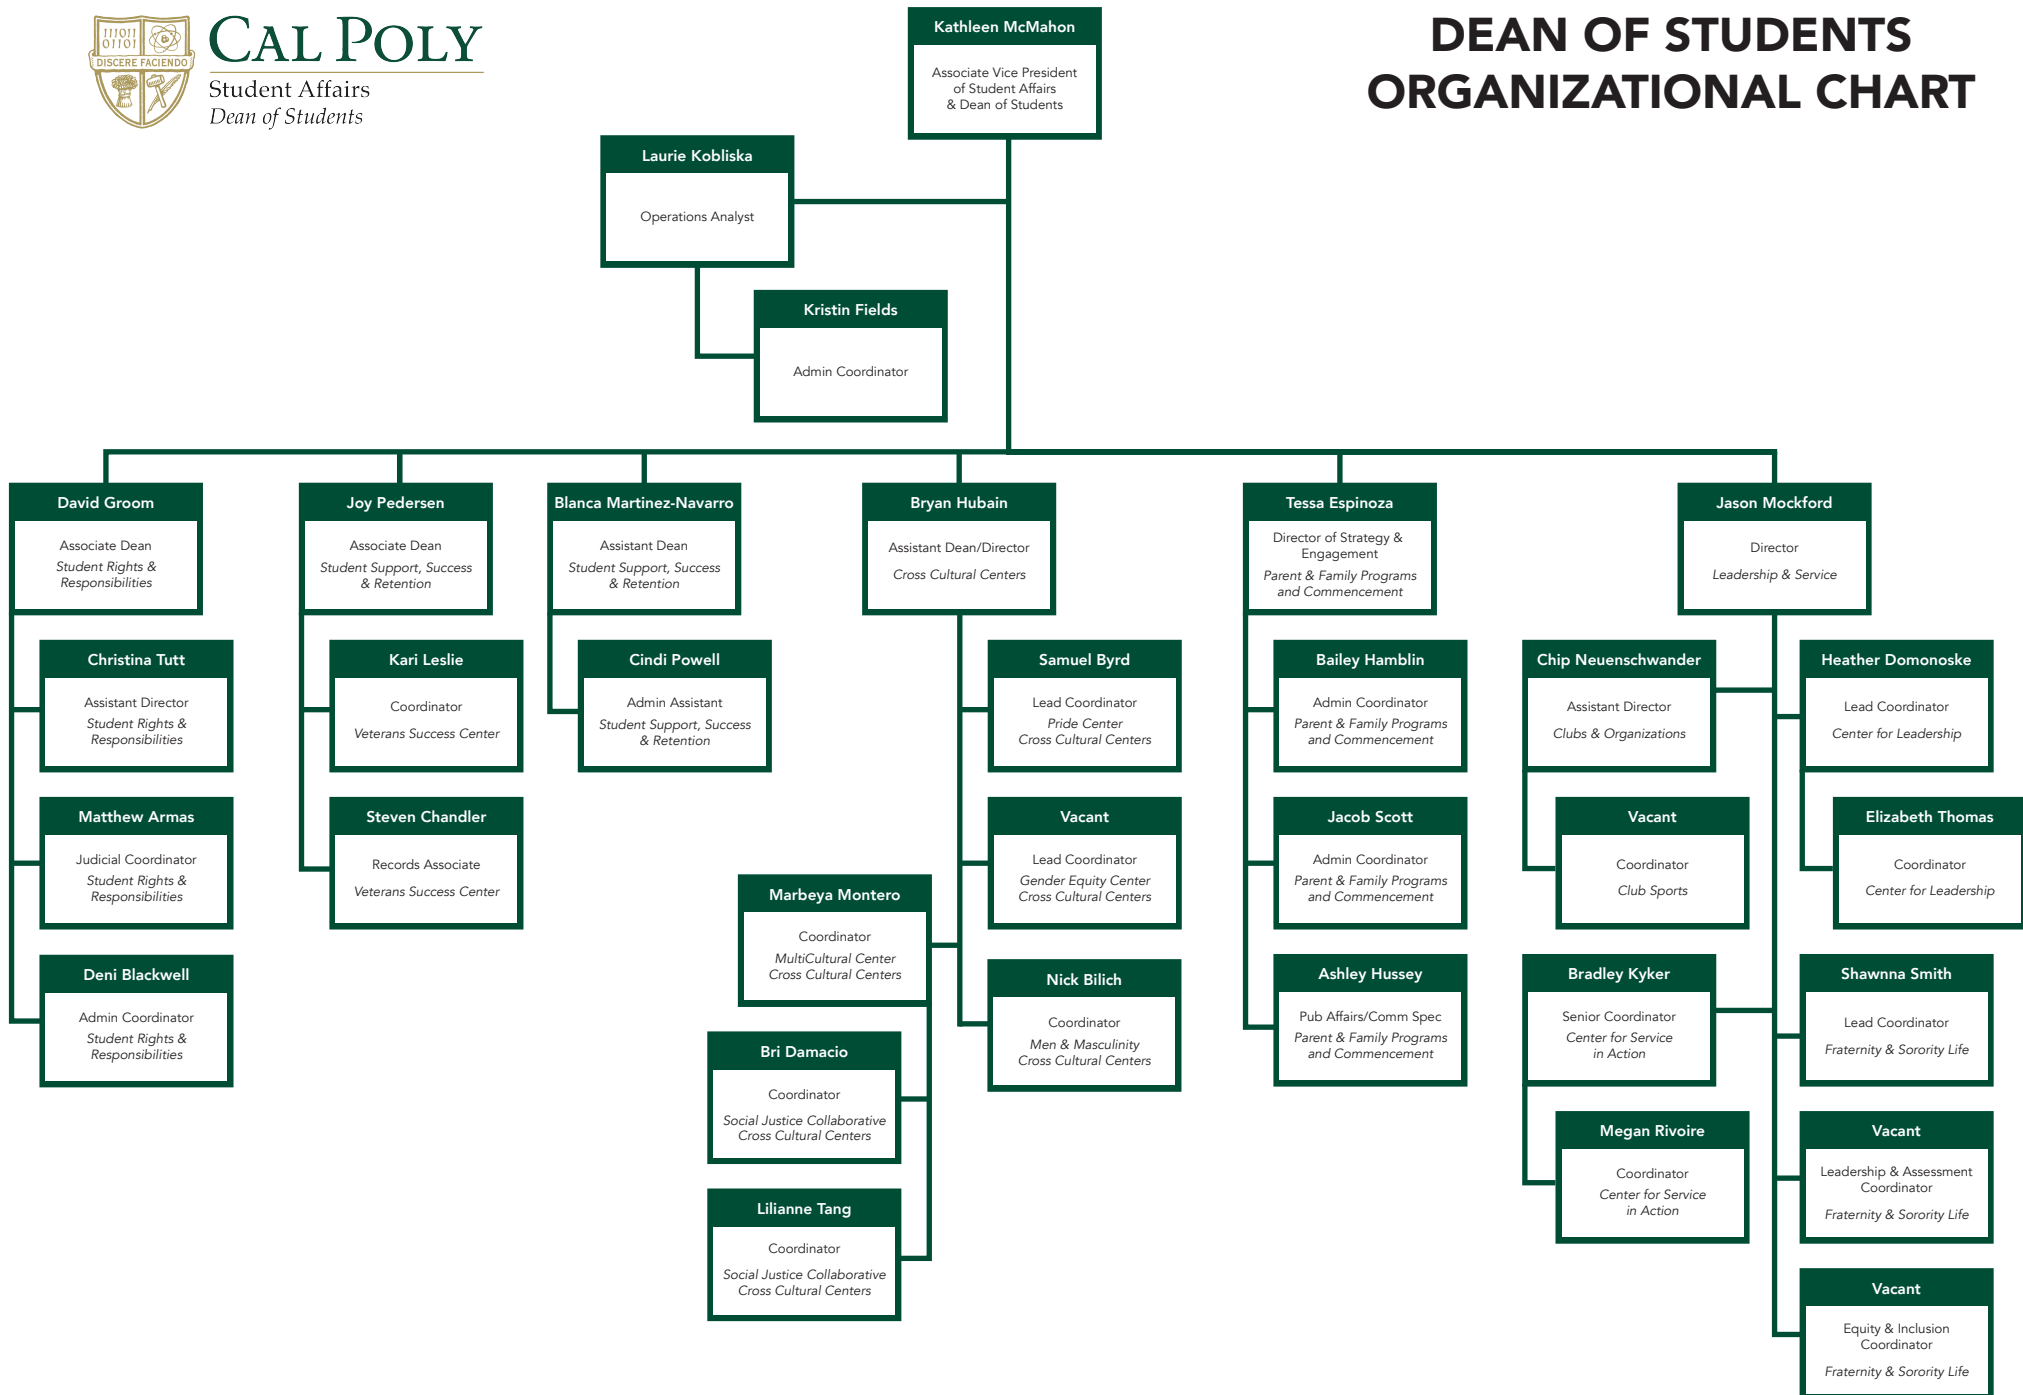 111011
01101
DISCERE FACIENDO
CAL POLY
Student Affairs
Dean of Students
DEAN OF STUDENTS
ORGANIZATIONAL CHART
Kathleen McMahon
Associate Vice President
of Student Affairs
& Dean of Students
Laurie Kobliska
Operations Analyst
Kristin Fields
Admin Coordinator
David Groom
Associate Dean
Student Rights &
Responsibilities
Christina Tutt
Assistant Director
Student Rights &
Responsibilities
Matthew Armas
Judicial Coordinator
Student Rights &
Responsibilities
Deni Blackwell
Admin Coordinator
Student Rights &
Responsibilities
Joy Pedersen
Associate Dean
Student Support, Success
& Retention
Kari Leslie
Coordinator
Veterans Success Center
Steven Chandler
Records Associate
Veterans Success Center
Blanca Martinez-Navarro
Assistant Dean
Student Support, Success
& Retention
Cindi Powell
Admin Assistant
Student Support, Success
& Retention
Bryan Hubain
Assistant Dean/Director
Cross Cultural Centers
Samuel Byrd
Lead Coordinator
Pride Center
Cross Cultural Centers
Vacant
Lead Coordinator
Gender Equity Center
Cross Cultural Centers
Nick Bilich
Coordinator
Men & Masculinity
Cross Cultural Centers
Marbeya Montero
Coordinator
MultiCultural Center
Cross Cultural Centers
Bri Damacio
Coordinator
Social Justice Collaborative
Cross Cultural Centers
Lilianne Tang
Coordinator
Social Justice Collaborative
Cross Cultural Centers
Tessa Espinoza
Director of Strategy &
Engagement
Parent & Family Programs
and Commencement
Bailey Hamblin
Admin Coordinator
Parent & Family Programs
and Commencement
Jacob Scott
Admin Coordinator
Parent & Family Programs
and Commencement
Ashley Hussey
Pub Affairs/Comm Spec
Parent & Family Programs
and Commencement
Jason Mockford
Director
Leadership & Service
Chip Neuenschwander
Assistant Director
Clubs & Organizations
Vacant
Coordinator
Club Sports
Bradley Kyker
Senior Coordinator
Center for Service
in Action
Megan Rivoire
Coordinator
Center for Service
in Action
Heather Domonoske
Lead Coordinator
Center for Leadership
Elizabeth Thomas
Coordinator
Center for Leadership
Shawnna Smith
Lead Coordinator
Fraternity & Sorority Life
Vacant
Leadership & Assessment
Coordinator
Fraternity & Sorority Life
Vacant
Equity & Inclusion
Coordinator
Fraternity & Sorority Life